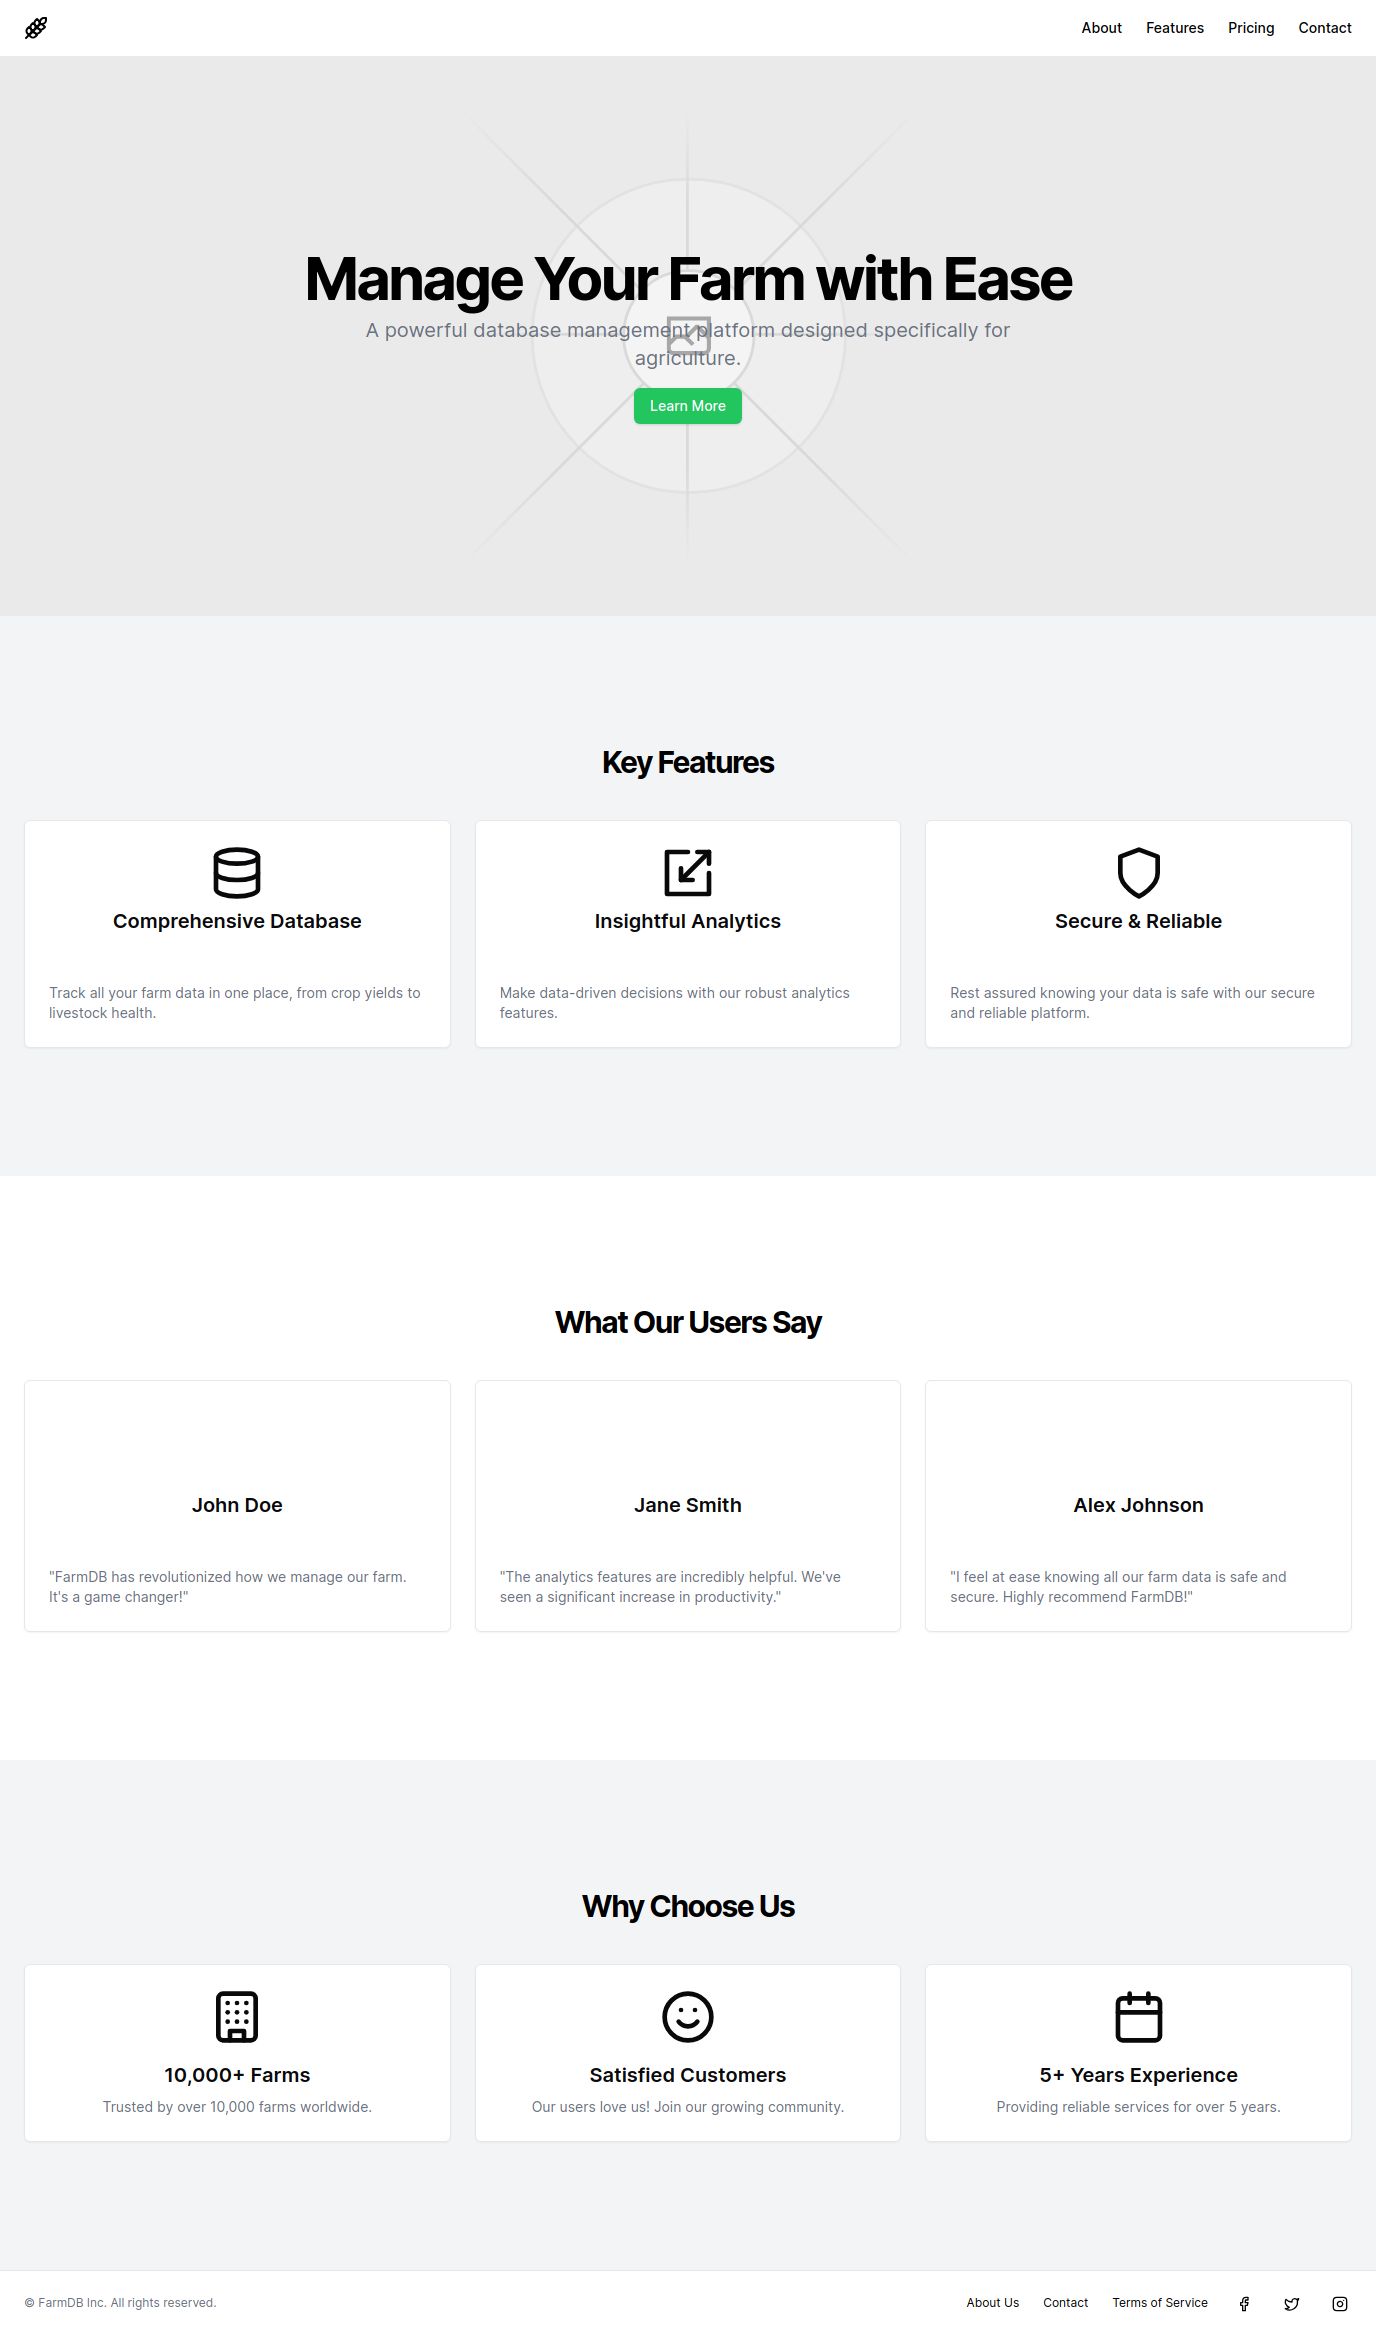 About Features Pricing Contact
Manage Your Farm with Ease
A powerful database management platform designed specifically for
agriculture.
Learn More
Key Features
Comprehensive Database
Track all your farm data in one place, from crop yields to
livestock health.
Insightful Analytics
Make data-driven decisions with our robust analytics
features.
Secure & Reliable
Rest assured knowing your data is safe with our secure
and reliable platform.
What Our Users Say
John Doe
"FarmDB has revolutionized how we manage our farm.
It's a game changer!"
Jane Smith
"The analytics features are incredibly helpful. We've
seen a significant increase in productivity."
Alex Johnson
"I feel at ease knowing all our farm data is safe and
secure. Highly recommend FarmDB!"
Why Choose Us
10,000+ Farms
Trusted by over 10,000 farms worldwide.
Satisfied Customers
Our users love us! Join our growing community.
5+ Years Experience
Providing reliable services for over 5 years.
© FarmDB Inc. All rights reserved.
About Us Contact Terms of Service